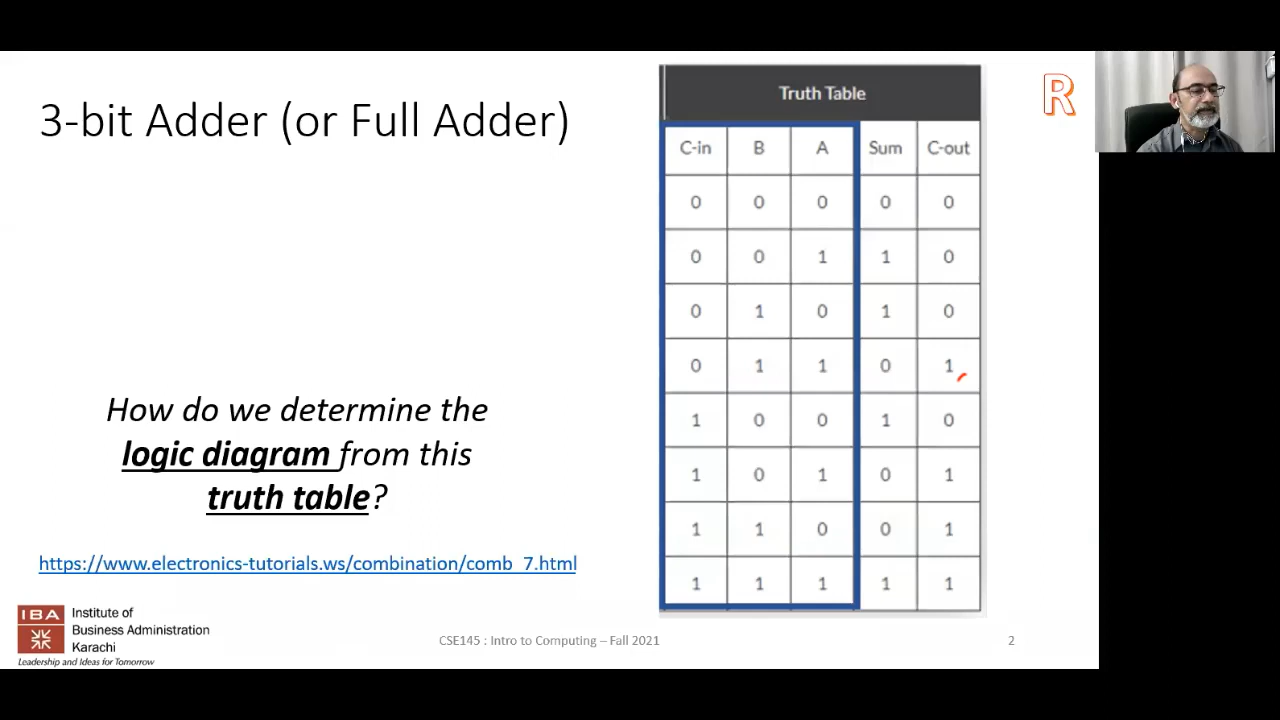 3-bit Adder (or Full Adder)
R
Truth Table
C-in B A Sum C-out
0 0 0 0 0
0 0 1 1 0
0 1 0 1 0
0 1 1 0 1
1 0 0 1 0
1 0 1 0 1
1 1 0 0 1
1 1 1 1 1
How do we determine the
logic diagram from this
truth table?
https://www.electronics-tutorials.ws/combination/comb_7.html
IBA
Institute of
Business Administration
Karachi
Leadership and Ideas for Tomorrow
CSE145 : Intro to Computing – Fall 2021
2